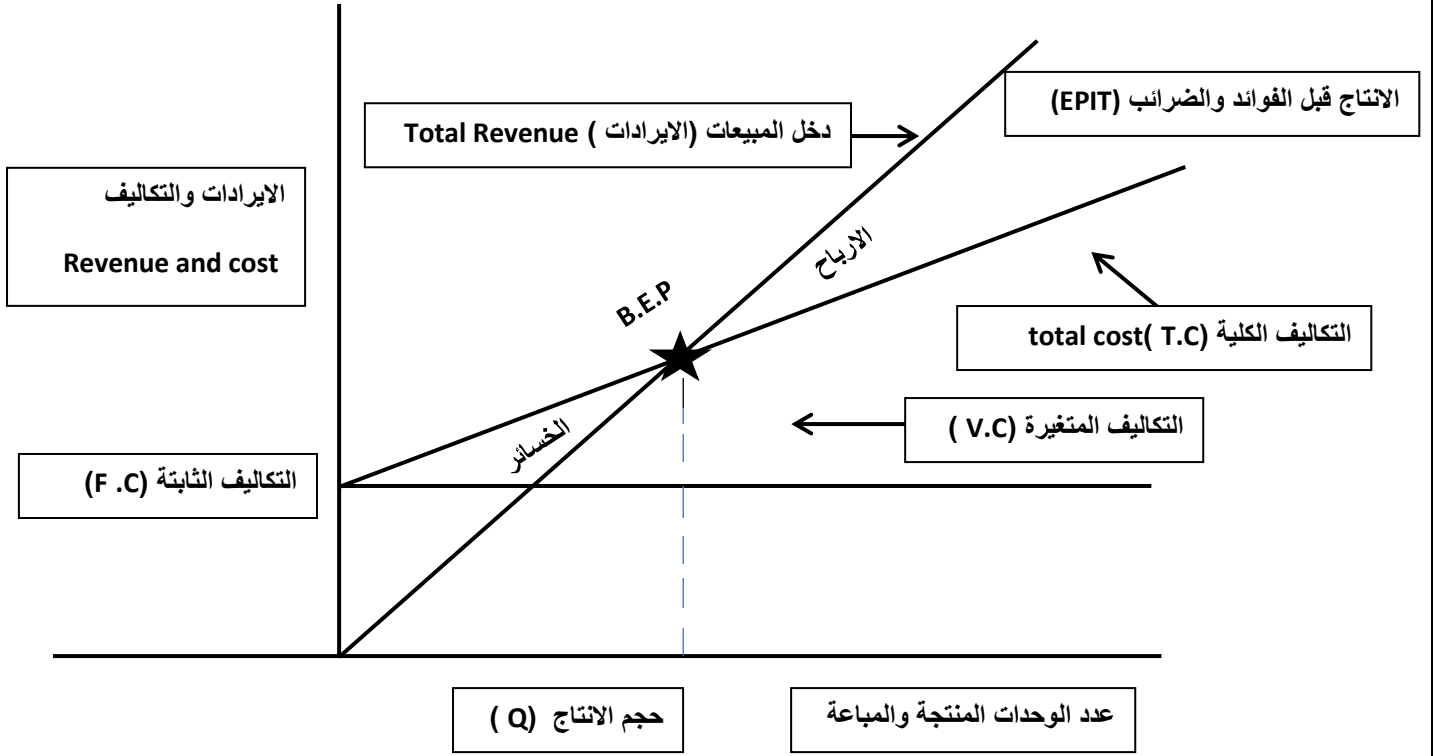 الانتاج قبل الفوائد والضرائب (EPIT)
دخل المبيعات (الايرادات ) Total Revenue
الايرادات والتكاليف
Revenue and cost
الارباح
B.E.P
التكاليف الكلية total cost( T.C)
التكاليف المتغيرة (V.C )
الخسائر
التكاليف الثابتة (F .C)
حجم الانتاج (Q )
عدد الوحدات المنتجة والمباعة